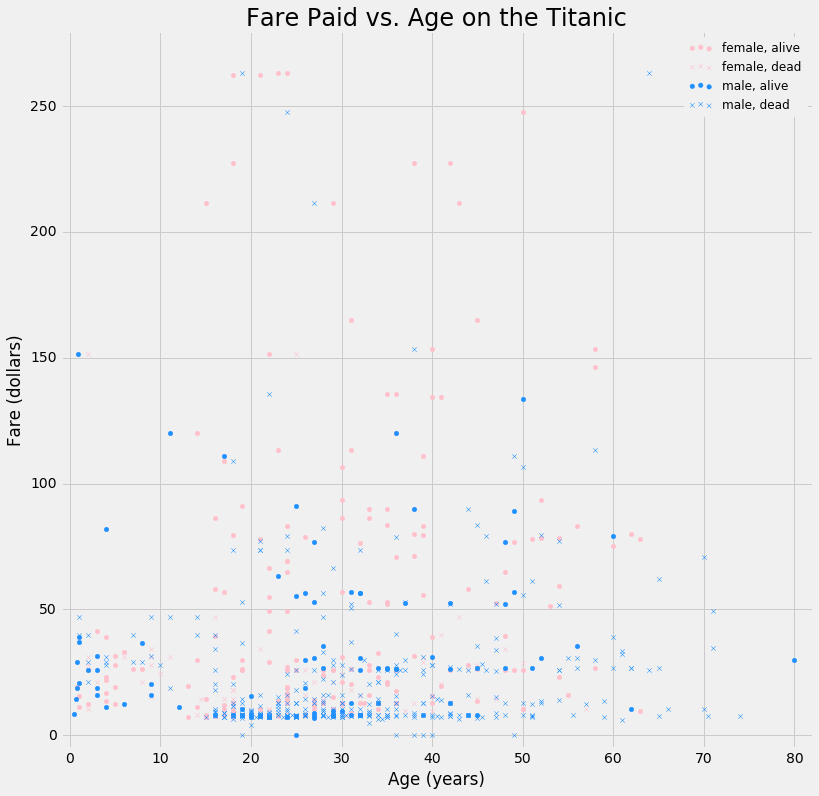 Fare Paid vs. Age on the Titanic
female, alive
female, dead
male, alive
male, dead
250
200
150
100
50
0
Fare (dollars)
0 10 20 30 40 50 60 70 80
Age (years)